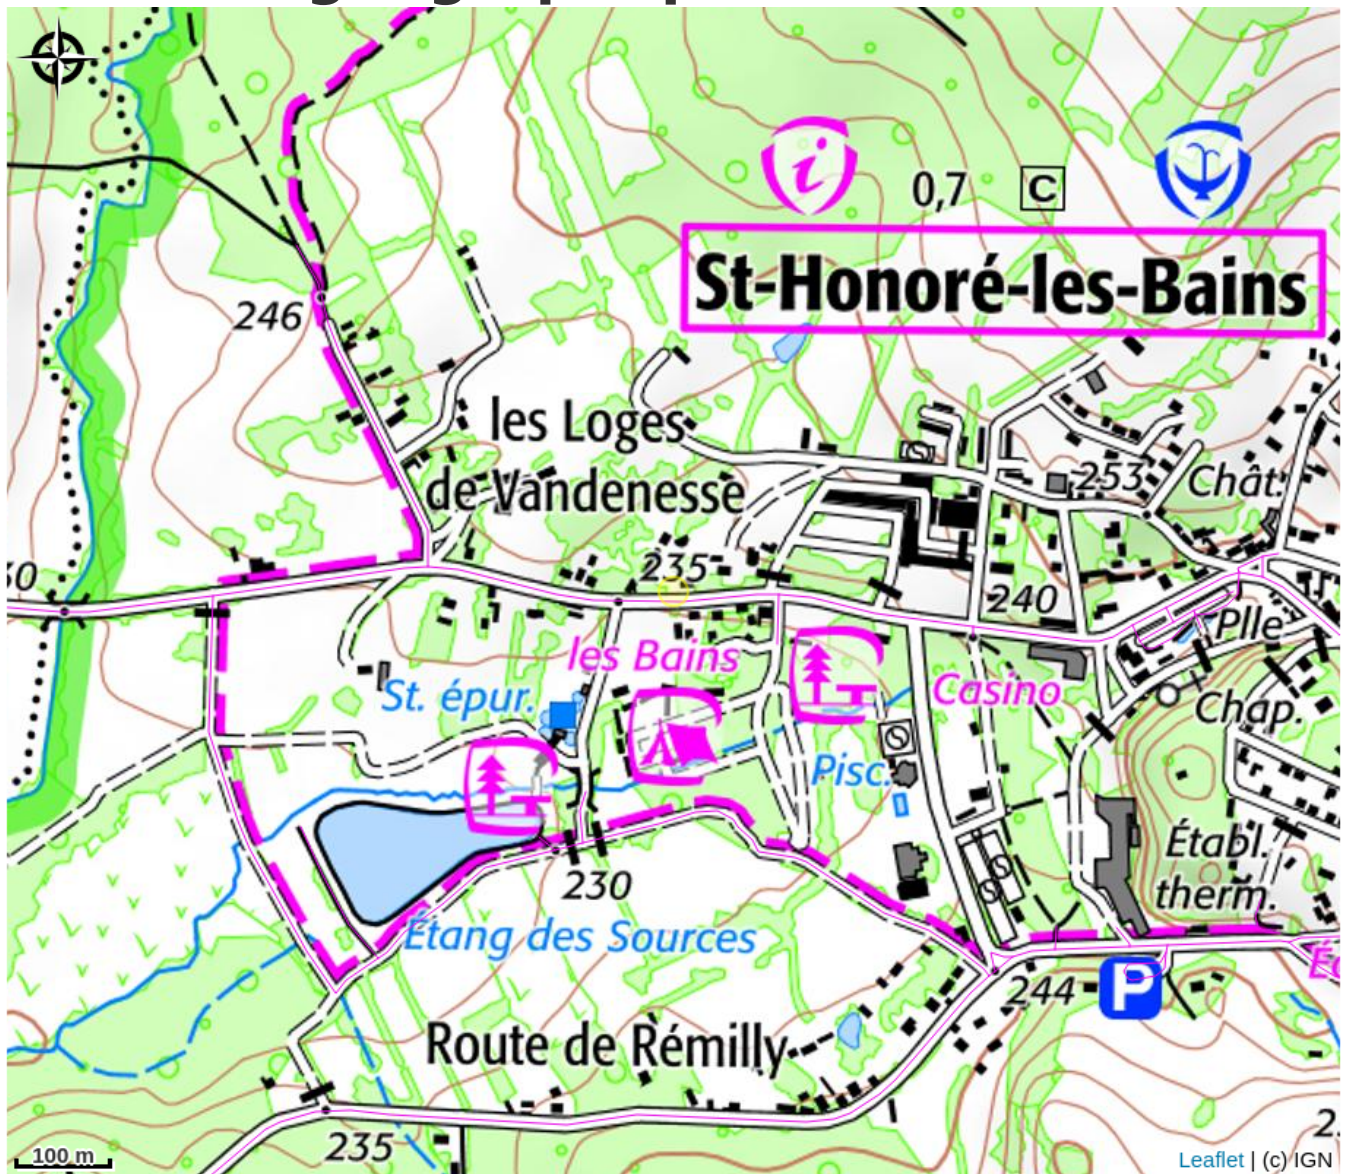 0,7 C
St-Honoré-les-Bains
246
les Loges
de Vandenesse
253
Chât.
235
240
Plle
les Bains
St. épur.
Casino
Chap.
Pisc.
Établ.
therm.
230
Étang des Sources
244
P
Route de Rémilly
235
100 m
Leaflet | (c) IGN